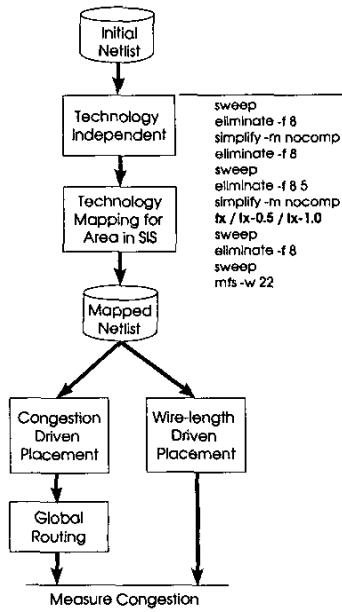 Initial
Netlist
Technology
Independent
sweep
eliminate -f 8
simplify -m nocomp
eliminate -f 8
sweep
eliminate -f 8 5
simplify -m nocomp
fx / fx-0.5 / fx-1.0
sweep
eliminate -f 8
sweep
mfs -w 22
Technology
Mapping for
Area in SIS
Mapped
Netlist
Congestion
Driven
Placement
Wire-length
Driven
Placement
Global
Routing
Measure Congestion